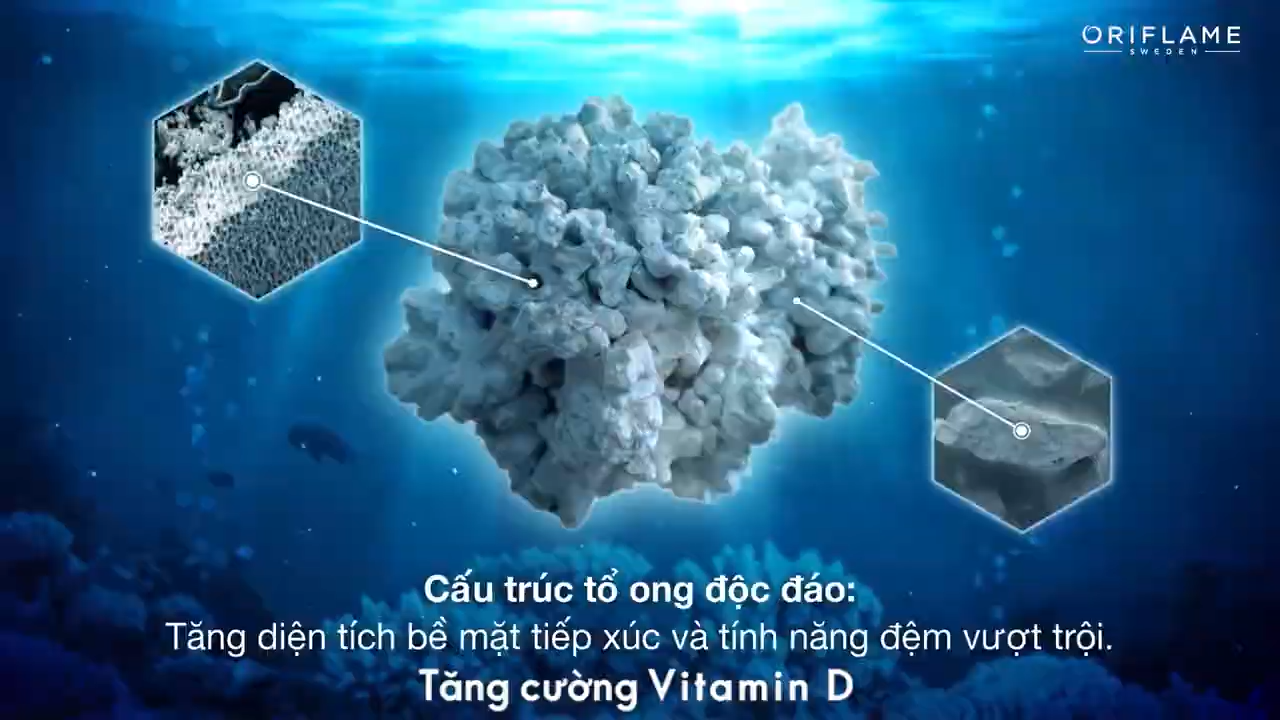 ORIFLAME
SWEDEN
Cấu trúc tổ ong độc đáo:
Tăng diện tích bề mặt tiếp xúc và tính năng đệm vượt trội.
Tăng cường Vitamin D